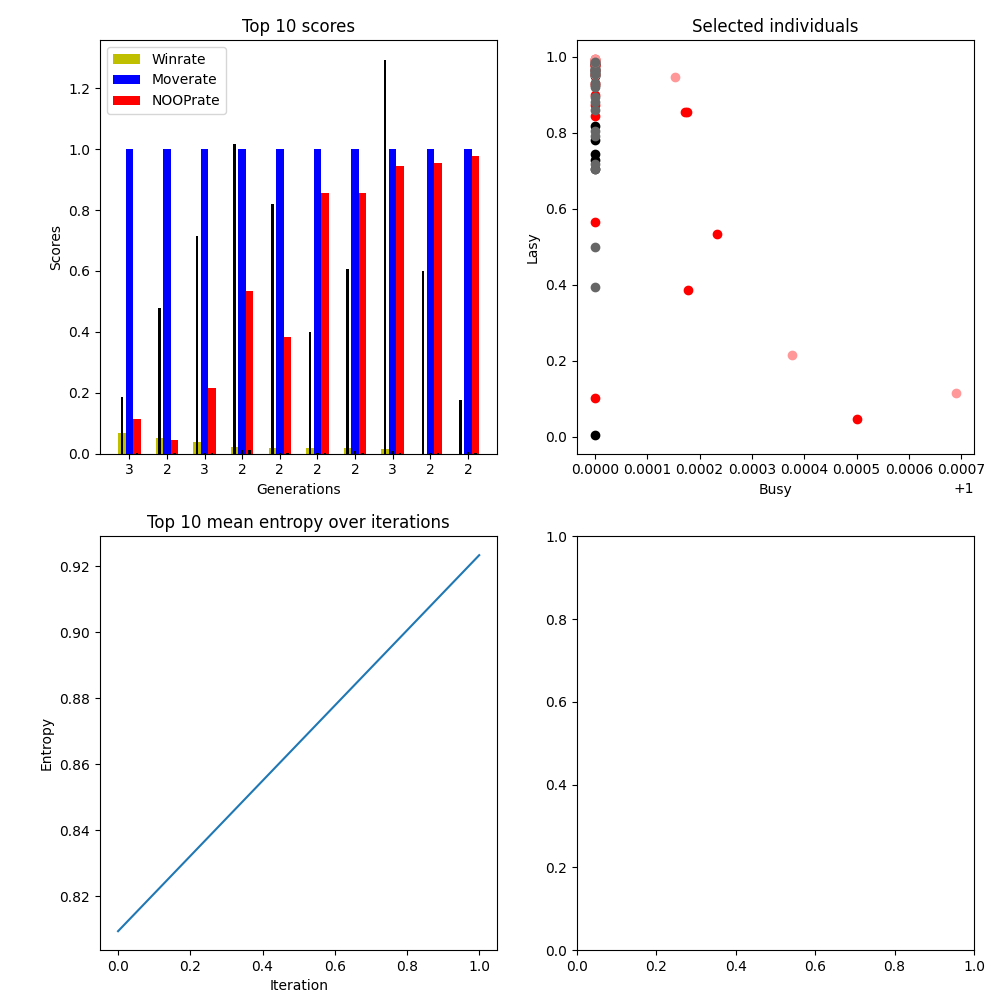 Top 10 scores
Winrate
Moverate
NOOPrate
1.2
1.0
0.8
0.6
0.4
0.2
0.0
Scores
3 2 3 2 2 2 2 3 2 2
Generations
Selected individuals
1.0
0.8
0.6
0.4
0.2
0.0
Lasy
0.0000 0.0001 0.0002 0.0003 0.0004 0.0005 0.0006 0.0007
Busy
+1
Top 10 mean entropy over iterations
0.92
0.90
0.88
0.86
0.84
0.82
Entropy
0.0 0.2 0.4 0.6 0.8 1.0
Iteration
1.0
0.8
0.6
0.4
0.2
0.0
0.0 0.2 0.4 0.6 0.8 1.0